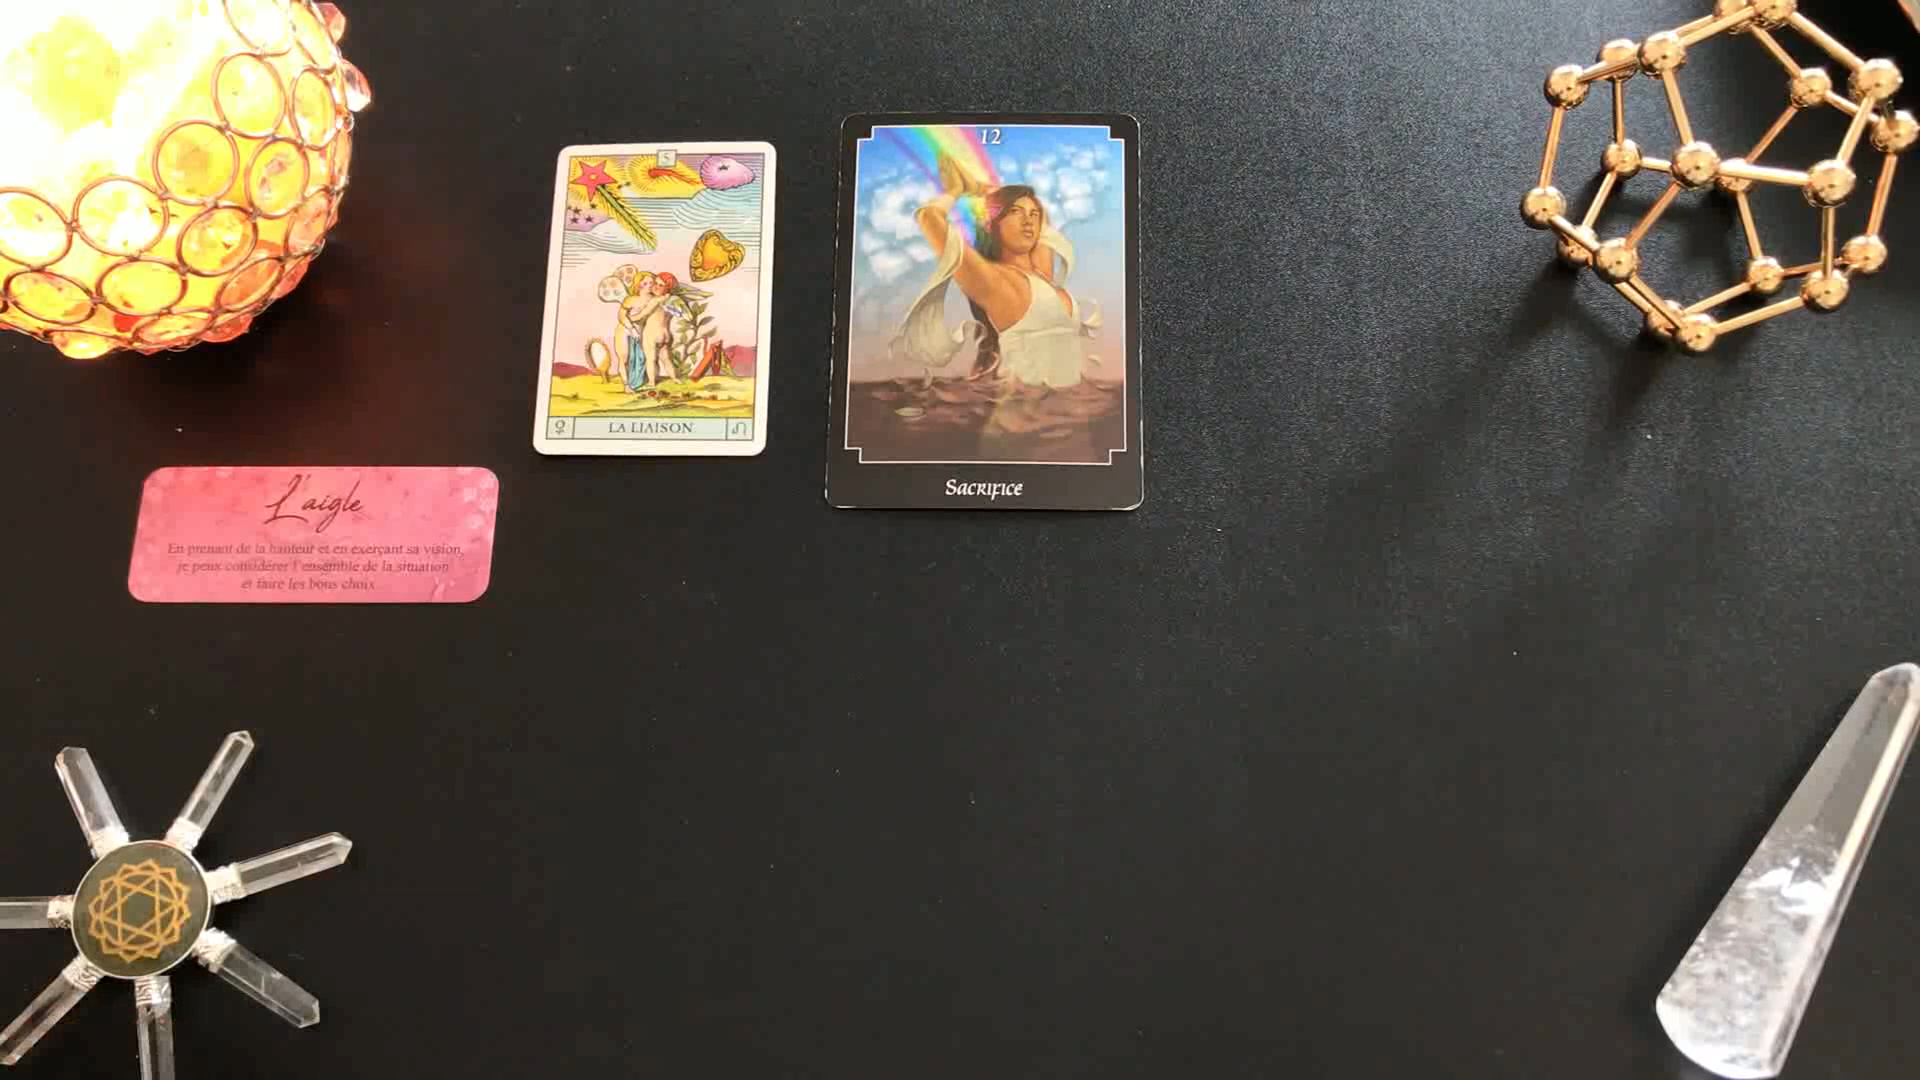 5
LA LIAISON
12
Sacrifice
L'aigle
En prenant de la hauteur et en exerçant sa vision,
je peux considérer l'ensemble de la situation
et faire les bons choix